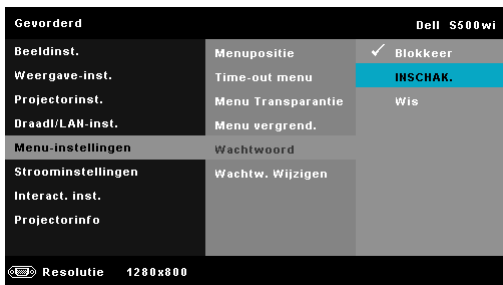 Gevorderd
Dell S500wi
Beeldinst.
Weergave-inst.
Projectorinst.
Draadl/LAN-inst.
Menu-instellingen
Stroominstellingen
Interact. inst.
Projectorinfo
Menupositie
Time-out menu
Menu Transparantie
Menu vergrend.
Wachtwoord
Wachtw. Wijzigen
Blokkeer
INSCHAK.
Wis
Resolutie 1280x800